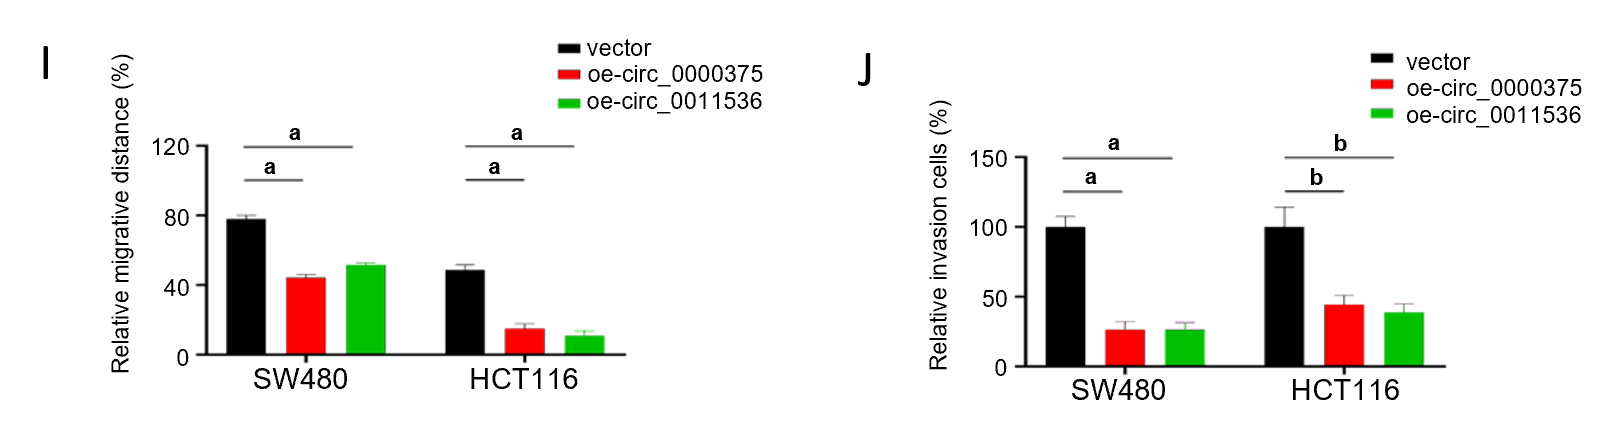 I
vector
oe-circ_0000375
oe-circ_0011536
Relative migrative distance (%)
120
80
40
0
a
a
a
a
SW480
HCT116
J
vector
oe-circ_0000375
oe-circ_0011536
Relative invasion cells (%)
150
100
50
0
a
a
b
b
SW480
HCT116